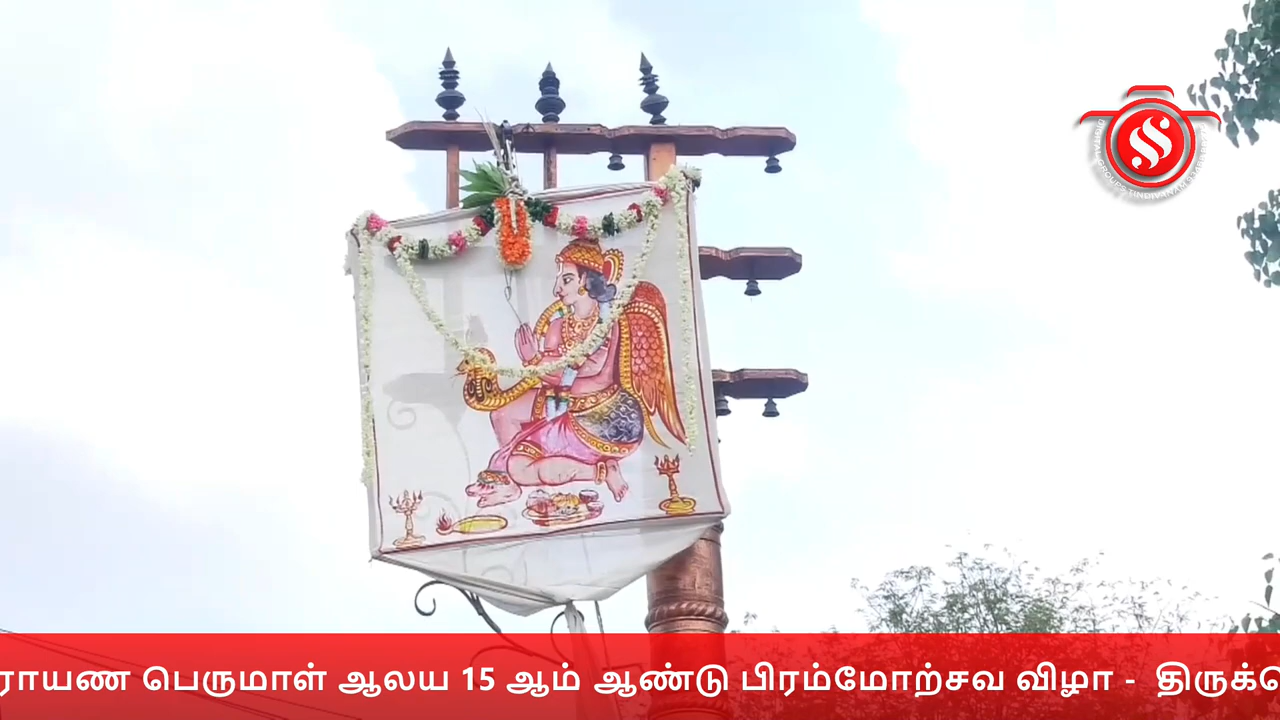 ராயண பெருமாள் ஆலய 15 ஆம் ஆண்டு பிரம்மோற்சவ விழா -